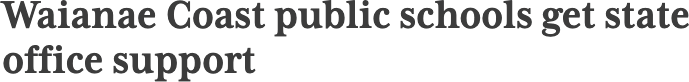 Waianae Coast public schools get state
office support